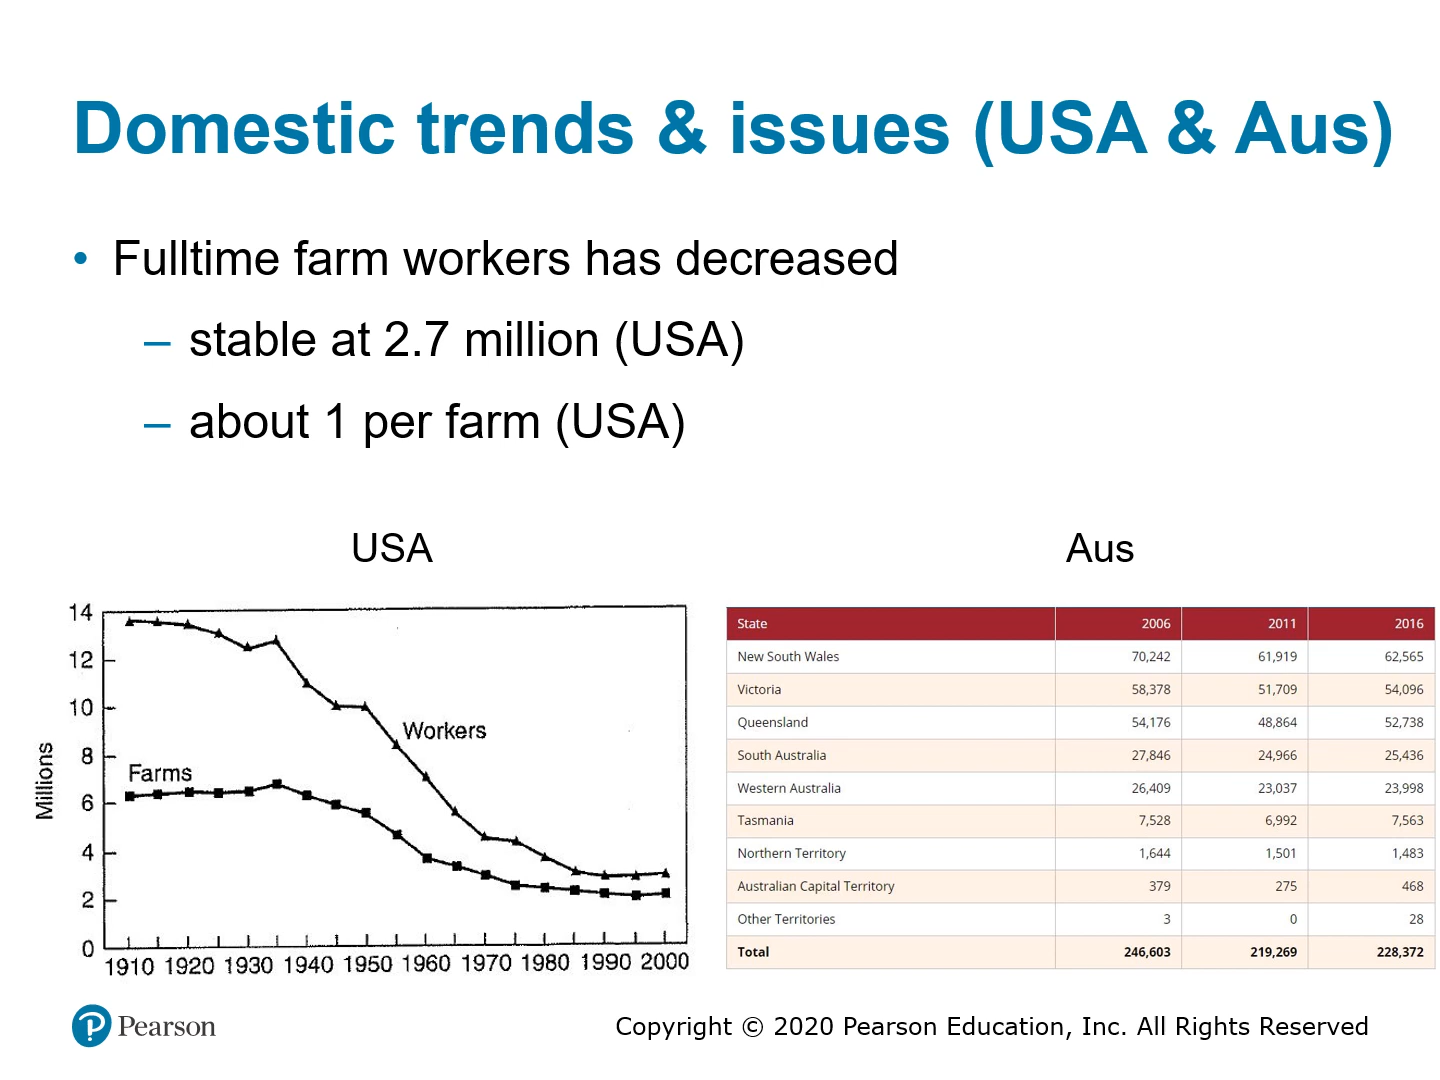 Domestic trends & issues (USA & Aus)
• Fulltime farm workers has decreased
– stable at 2.7 million (USA)
– about 1 per farm (USA)
USA
14
12
10
8
6
4
2
0
Millions
Workers
Farms
1910 1920 1930 1940 1950 1960 1970 1980 1990 2000
Aus
State 2006 2011 2016
New South Wales 70,242 61,919 62,565
Victoria 58,378 51,709 54,096
Queensland 54,176 48,864 52,738
South Australia 27,846 24,966 25,436
Western Australia 26,409 23,037 23,998
Tasmania 7,528 6,992 7,563
Northern Territory 1,644 1,501 1,483
Australian Capital Territory 379 275 468
Other Territories 3 0 28
Total 246,603 219,269 228,372
P Pearson
Copyright © 2020 Pearson Education, Inc. All Rights Reserved